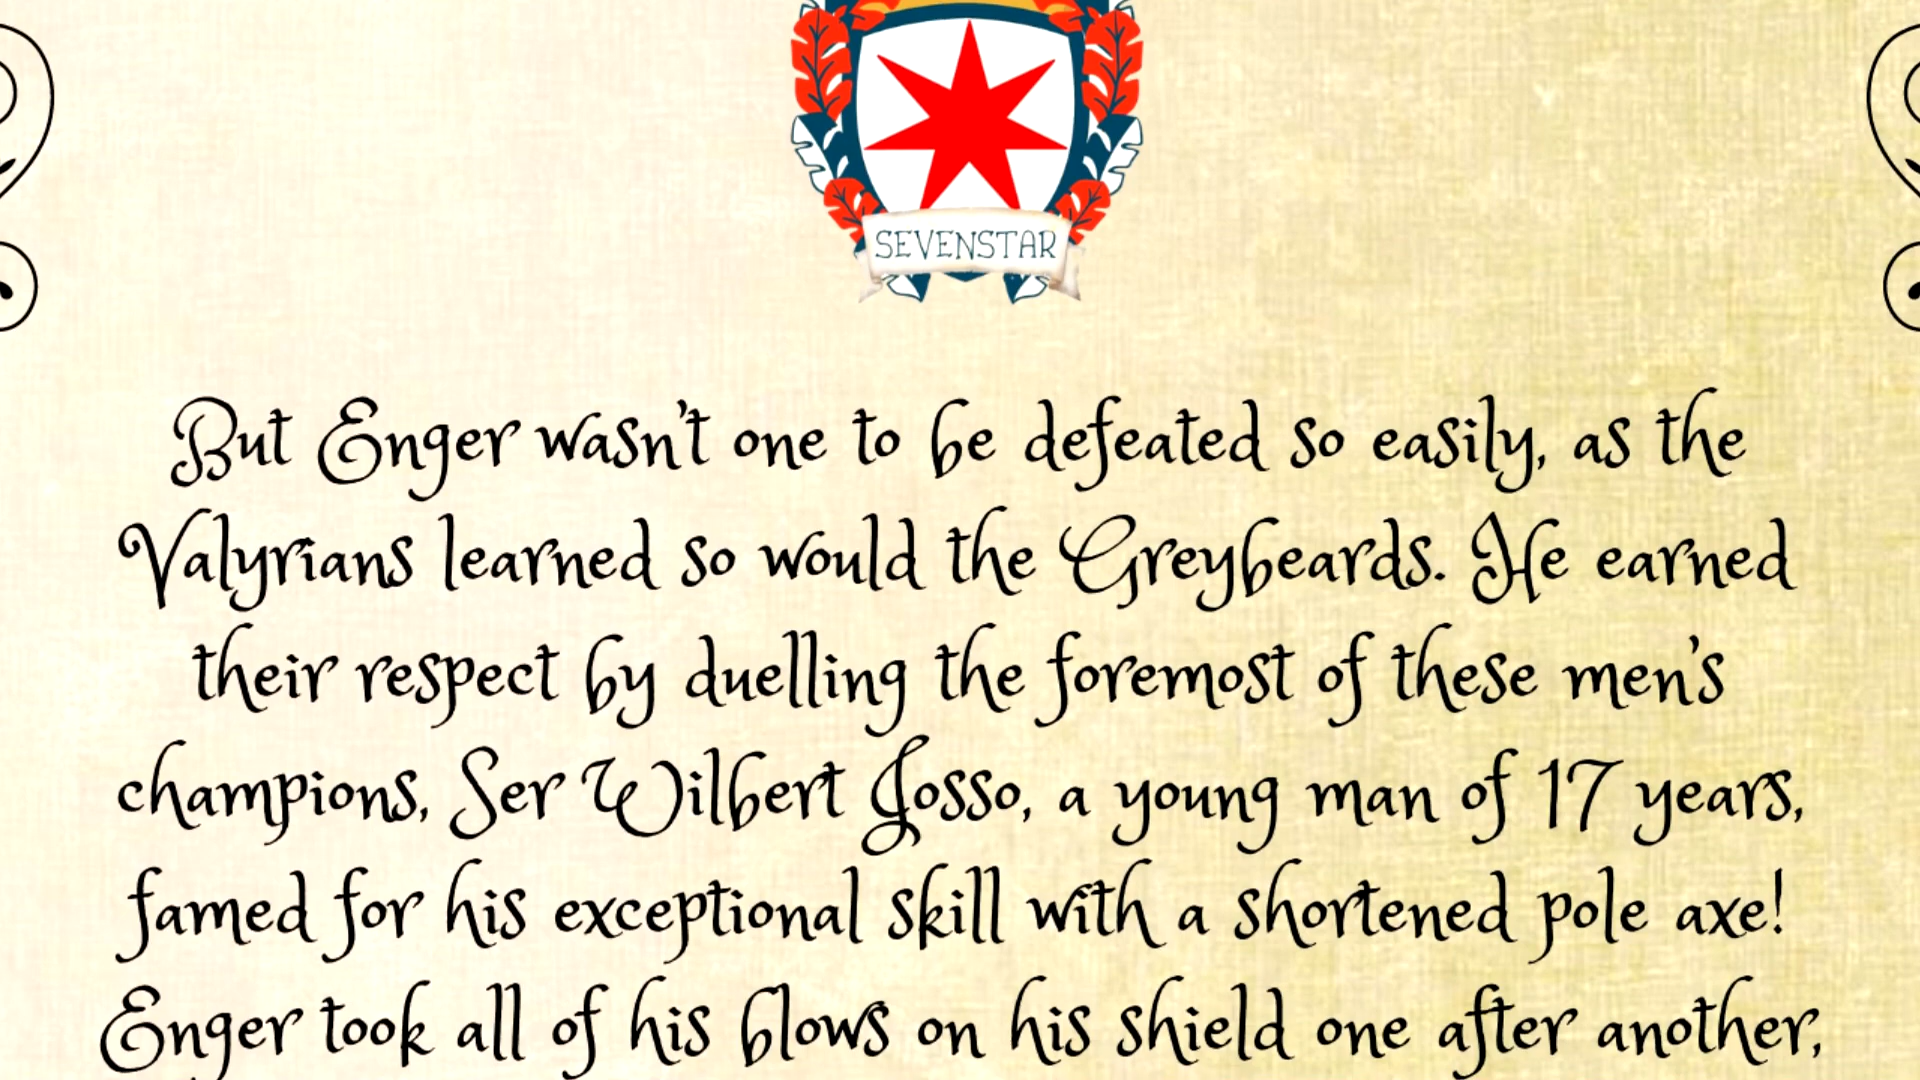 SEVENSTAR
But Enger wasn't one to be defeated so easily, as the
Valyrians learned so would the Greybeards. He earned
their respect by duelling the foremost of these men's
champions, Ser Wilbert Josso, a young man of 17 years,
famed for his exceptional skill with a shortened pole axe!
Enger took all of his blows on his shield one after another,